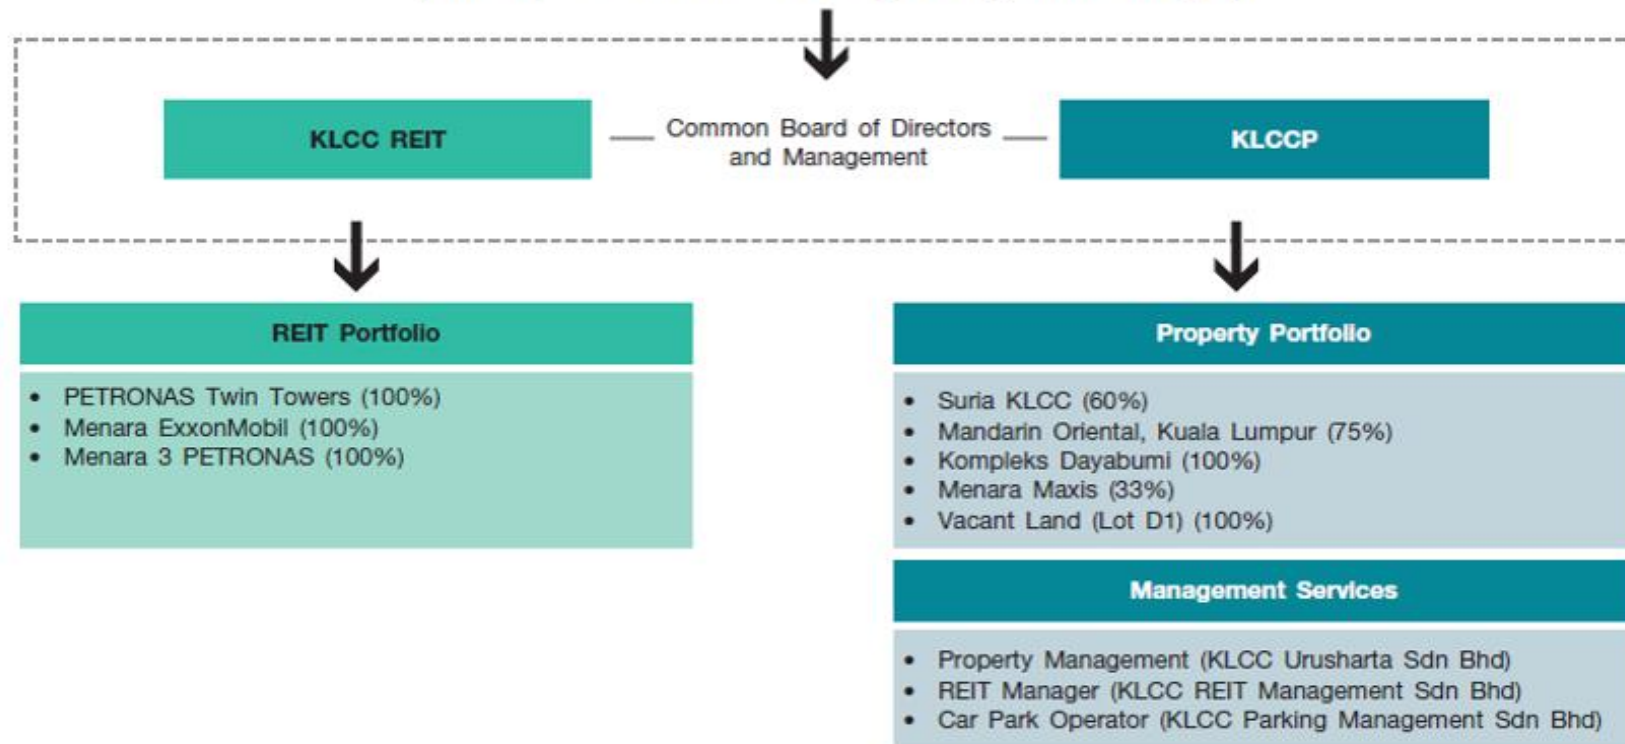 KLCC REIT
Common Board of Directors
and Management
KLCCP
REIT Portfolio
• PETRONAS Twin Towers (100%)
• Menara ExxonMobil (100%)
• Menara 3 PETRONAS (100%)
Property Portfolio
• Suria KLCC (60%)
• Mandarin Oriental, Kuala Lumpur (75%)
• Kompleks Dayabumi (100%)
• Menara Maxis (33%)
• Vacant Land (Lot D1) (100%)
Management Services
• Property Management (KLCC Urusharta Sdn Bhd)
• REIT Manager (KLCC REIT Management Sdn Bhd)
• Car Park Operator (KLCC Parking Management Sdn Bhd)